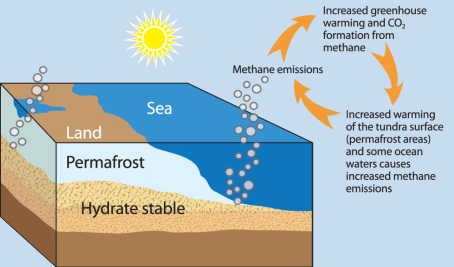 Increased greenhouse
warming and CO₂
formation from
methane
Methane emissions
Sea
Land
Increased warming
of the tundra surface
(permafrost areas)
and some ocean
waters causes
increased methane
emissions
Permafrost
Hydrate stable